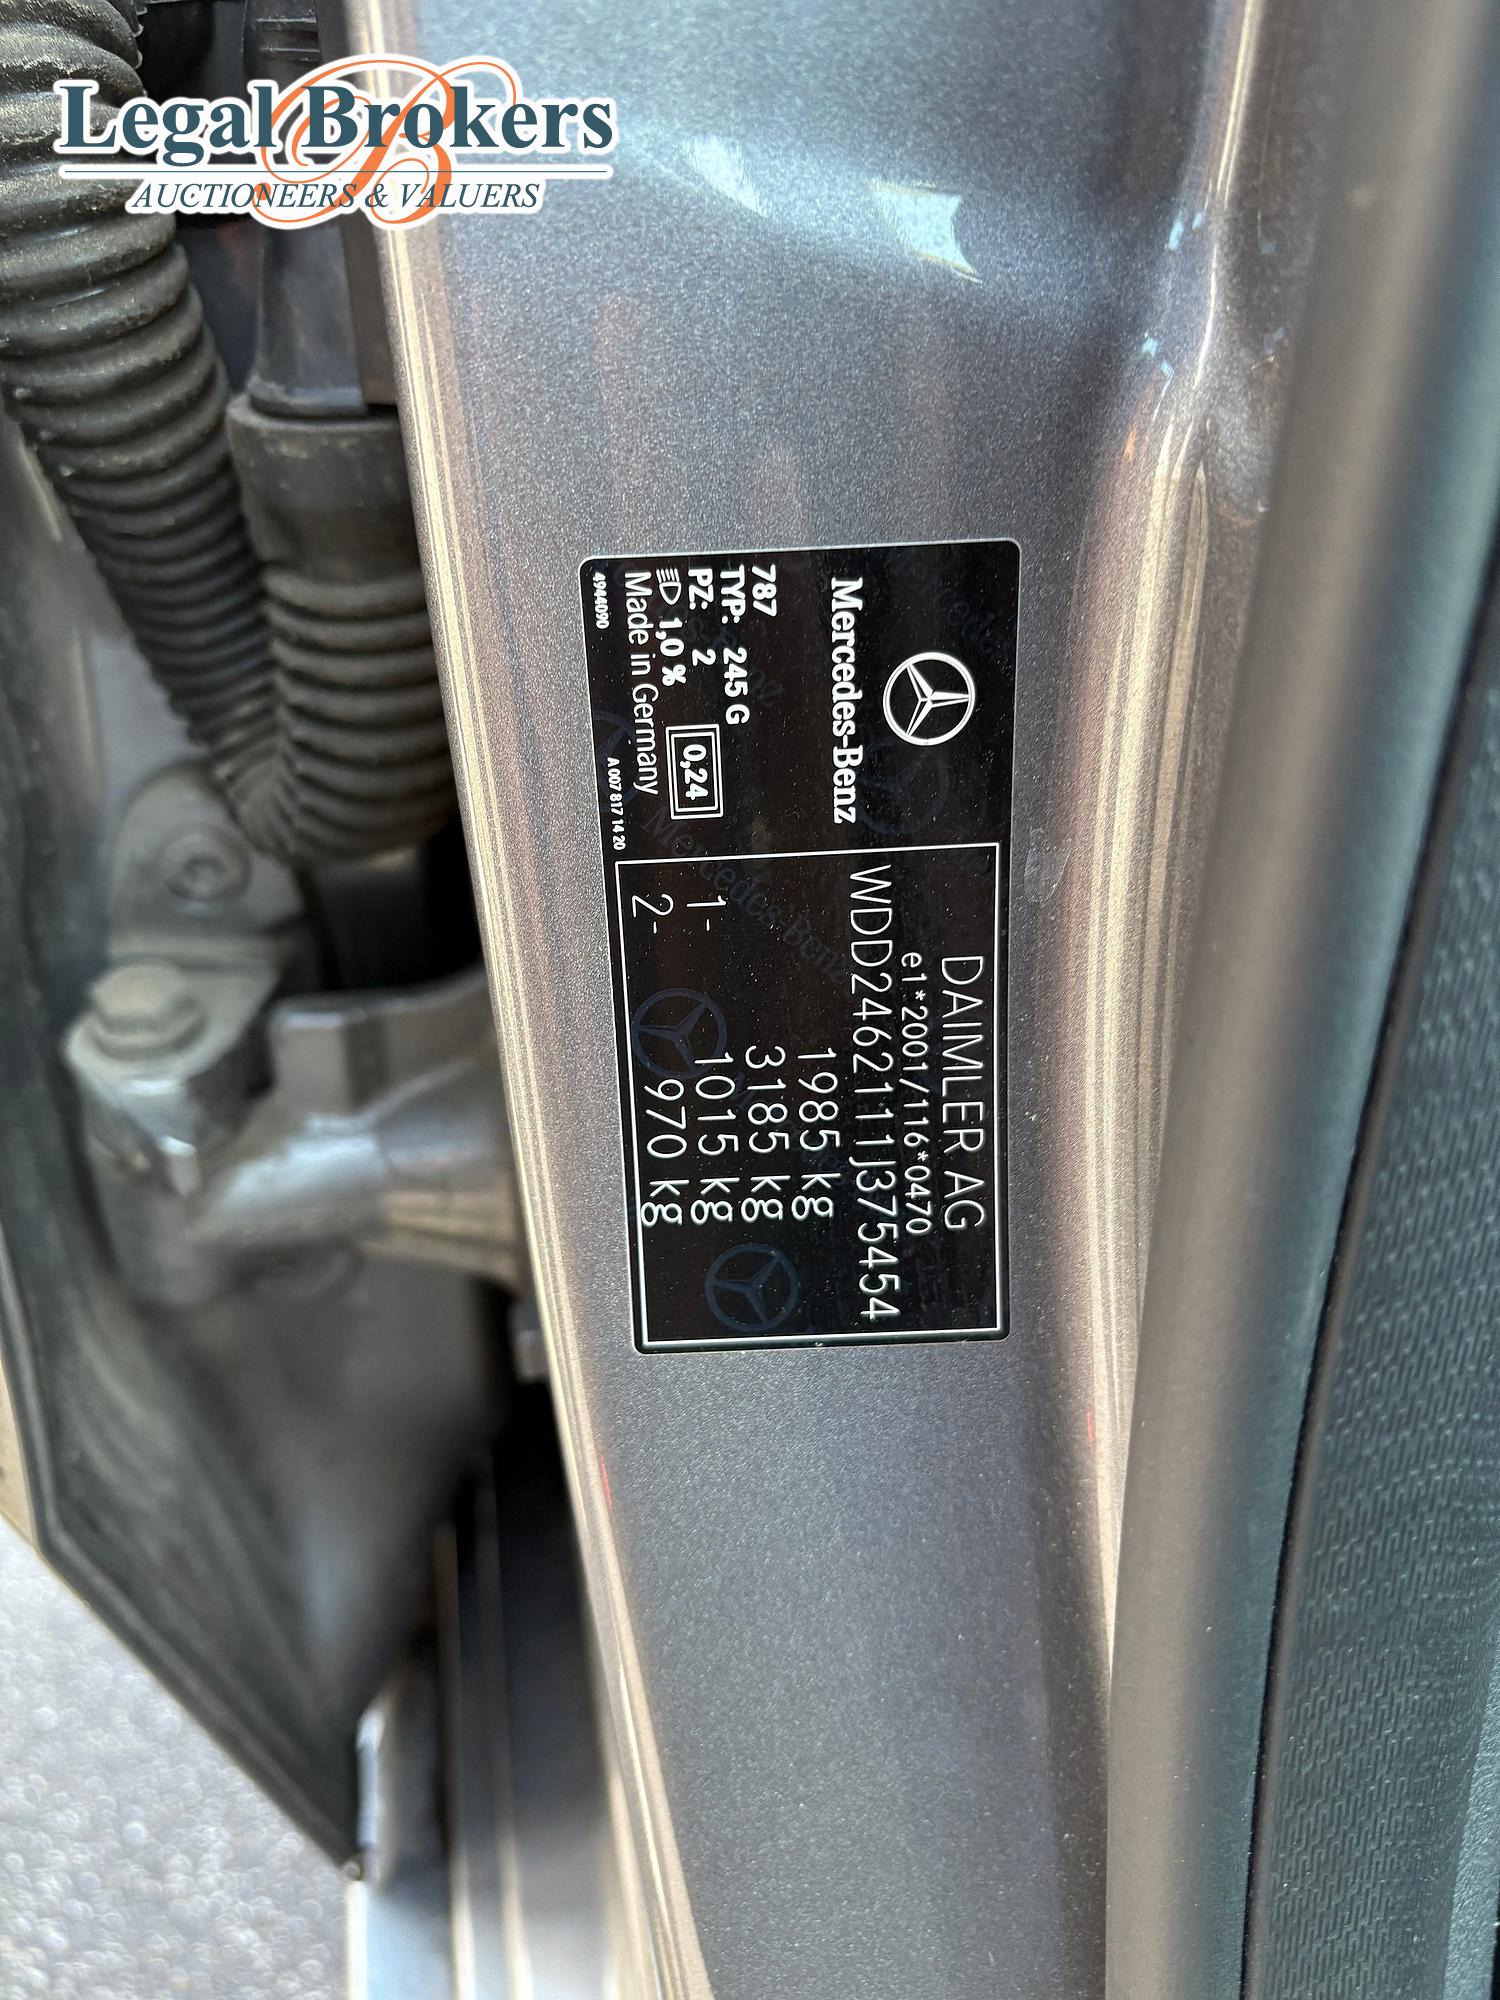 Legal Brokers
AUCTIONEERS & VALUERS
Mercedes-Benz
787
TYP: 245 G
PZ: 2
1,0 %
0,24
Made in Germany
4944090
A 007 817 14 20
DAIMLER AG
e1*2001/116*0470
WDD2462111J375454
1985 kg
3185 kg
1- 1015 kg
2- 970 kg